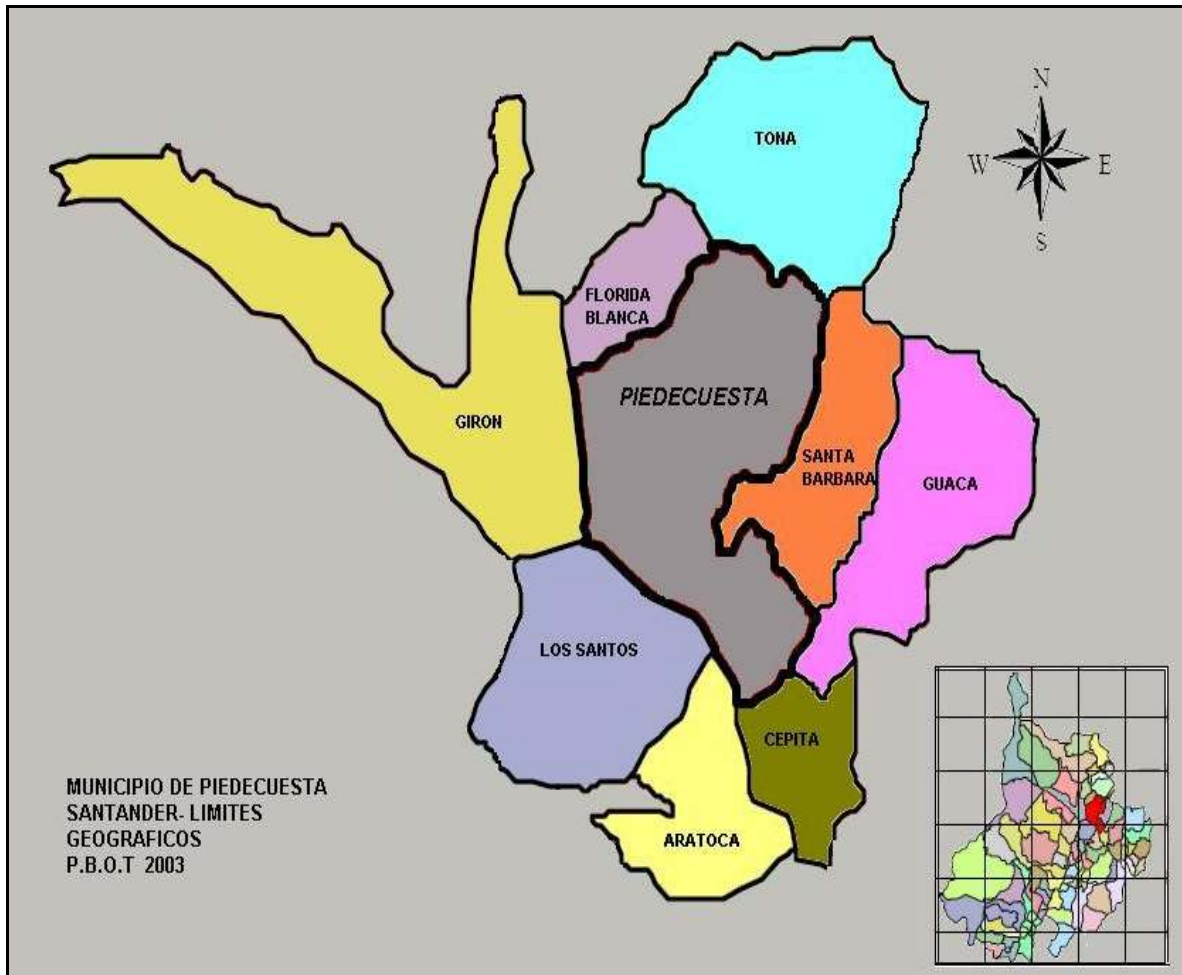 TONA
N
W
E
S
FLORIDA
BLANCA
PIEDECUESTA
GIRON
SANTA
BARBARA
GUACA
LOS SANTOS
CEPITA
ARATOCA
MUNICIPIO DE PIEDECUESTA
SANTANDER- LIMITES
GEOGRAFICOS
P.B.O.T 2003